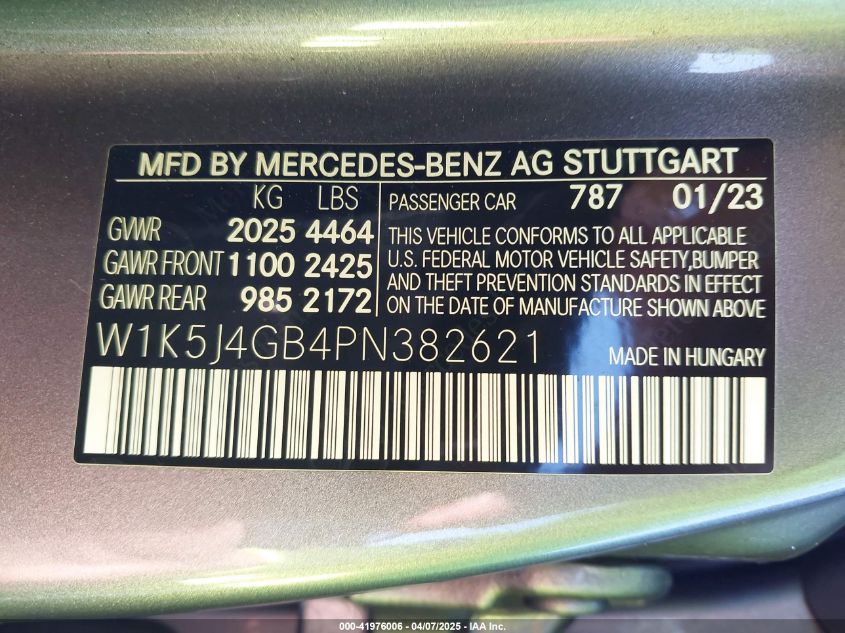 MFD BY MERCEDES-BENZ AG STUTTGART
KG LBS
GVWR 2025 4464
GAWR FRONT 1100 2425
GAWR REAR 985 2172
PASSENGER CAR 787 01/23
THIS VEHICLE CONFORMS TO ALL APPLICABLE
U.S. FEDERAL MOTOR VEHICLE SAFETY,BUMPER
AND THEFT PREVENTION STANDARDS IN EFFECT
ON THE DATE OF MANUFACTURE SHOWN ABOVE
W1K5J4GB4PN382621
MADE IN HUNGARY
000-41976006 - 04/07/2025 - IAA Inc.